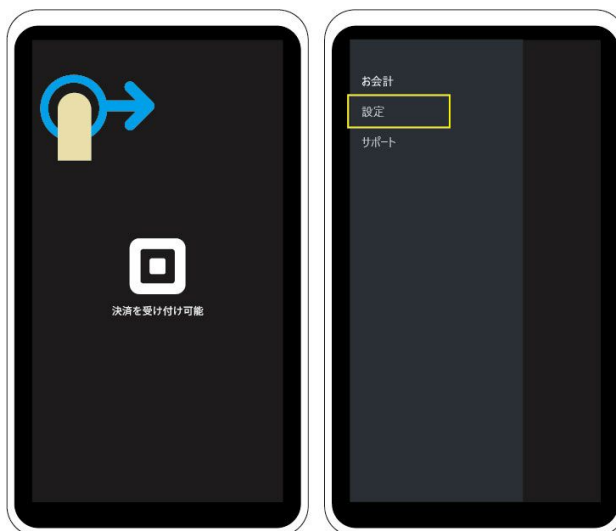 決済を受け付け可能
お会計
設定
サポート